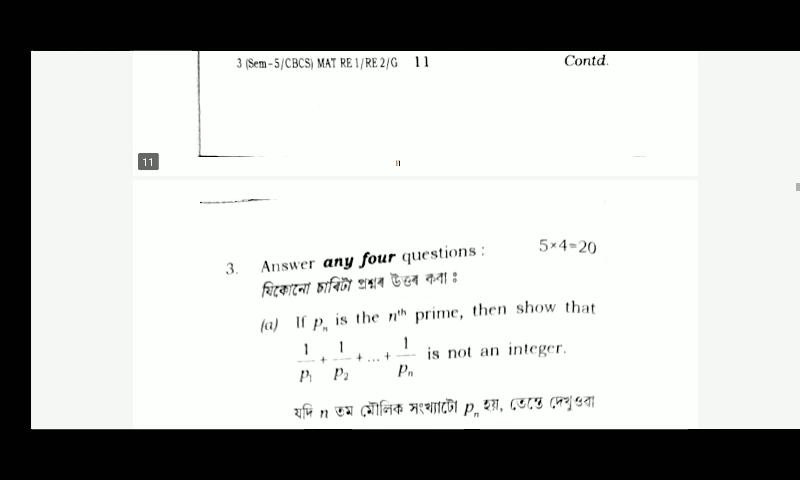 3 (Sem-5/CBCS) MAT RE 1/RE 2/G 11 Contd.
11
II
3. Answer any four questions : 5×4=20
যিকোনো চাৰিটা প্ৰশ্নৰ উত্তৰ কৰা ঃ
(a) If pₙ is the nᵗʰ prime, then show that
1/p₁ + 1/p₂ + ... + 1/pₙ is not an integer.
যদি n তম মৌলিক সংখ্যাটো pₙ হয়, তেন্তে দেখুওৱা